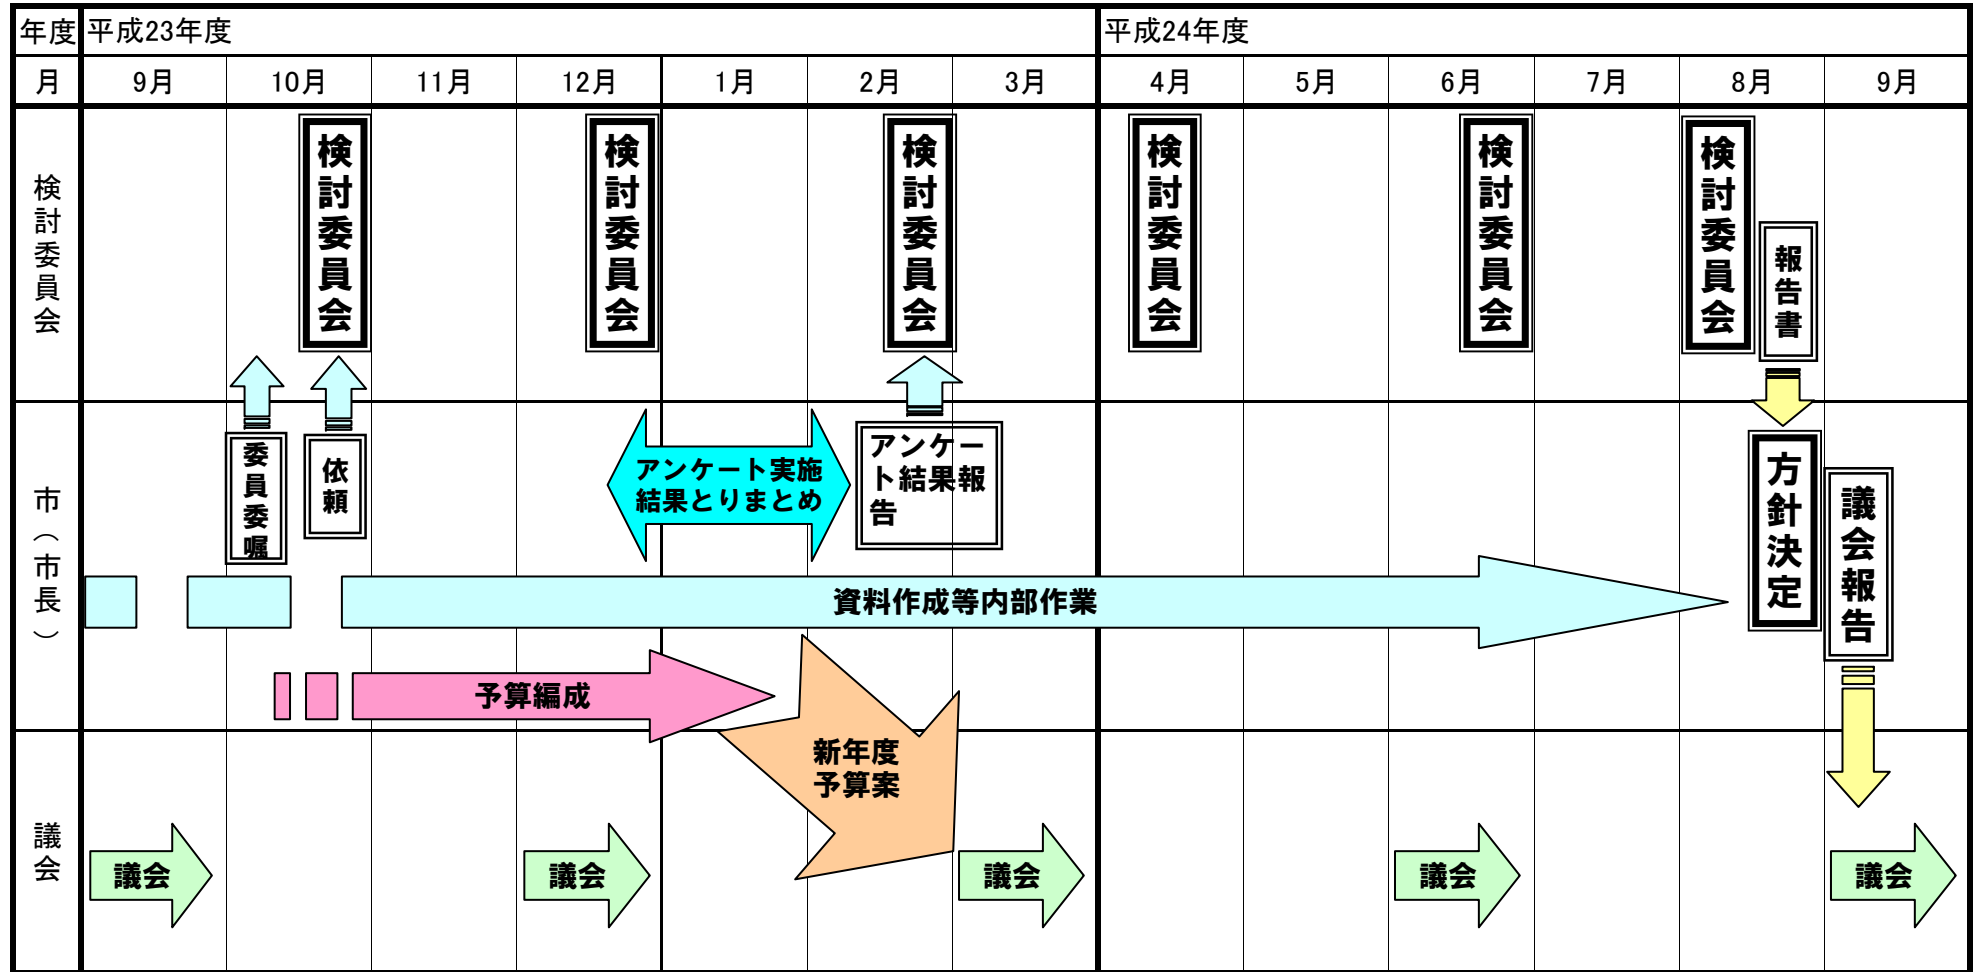 年度
平成23年度
平成24年度
月
9月
10月
11月
12月
1月
2月
3月
4月
5月
6月
7月
8月
9月
検討委員会
検討委員会
検討委員会
検討委員会
検討委員会
検討委員会
検討委員会
報告書
市（市長）
委員委嘱
依頼
アンケート実施
結果とりまとめ
アンケー
ト結果報
告
方針決定
議会報告
資料作成等内部作業
予算編成
新年度
予算案
議会
議会
議会
議会
議会
議会